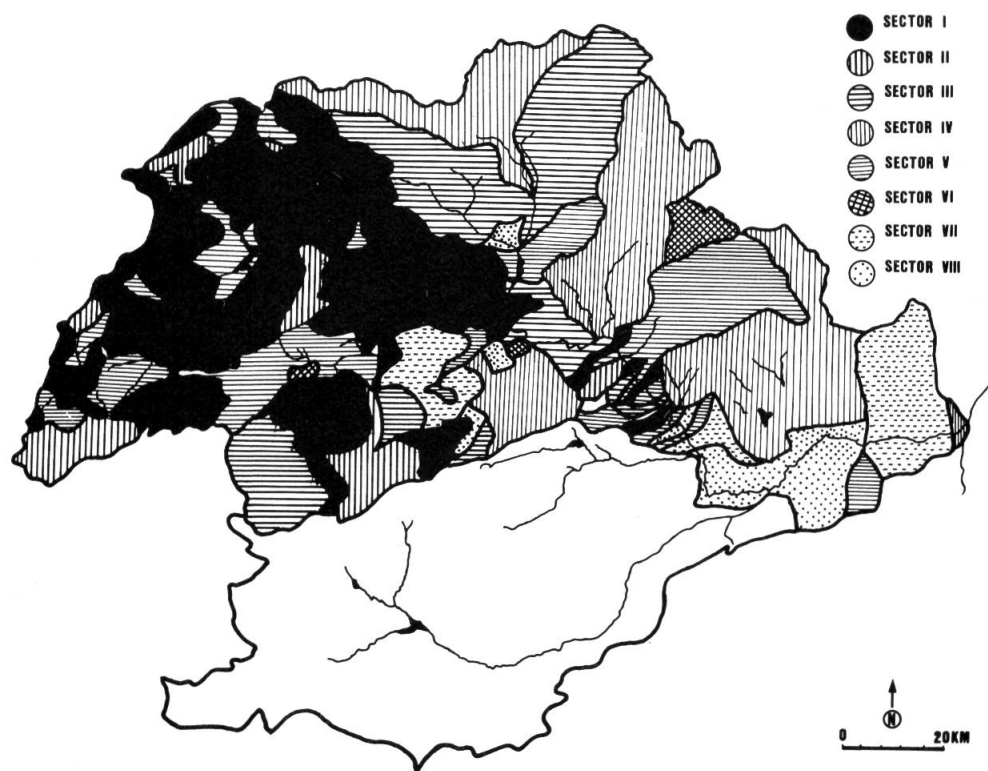 SECTOR I
SECTOR II
SECTOR III
SECTOR IV
SECTOR V
SECTOR VI
SECTOR VII
SECTOR VIII
N
0 20KM